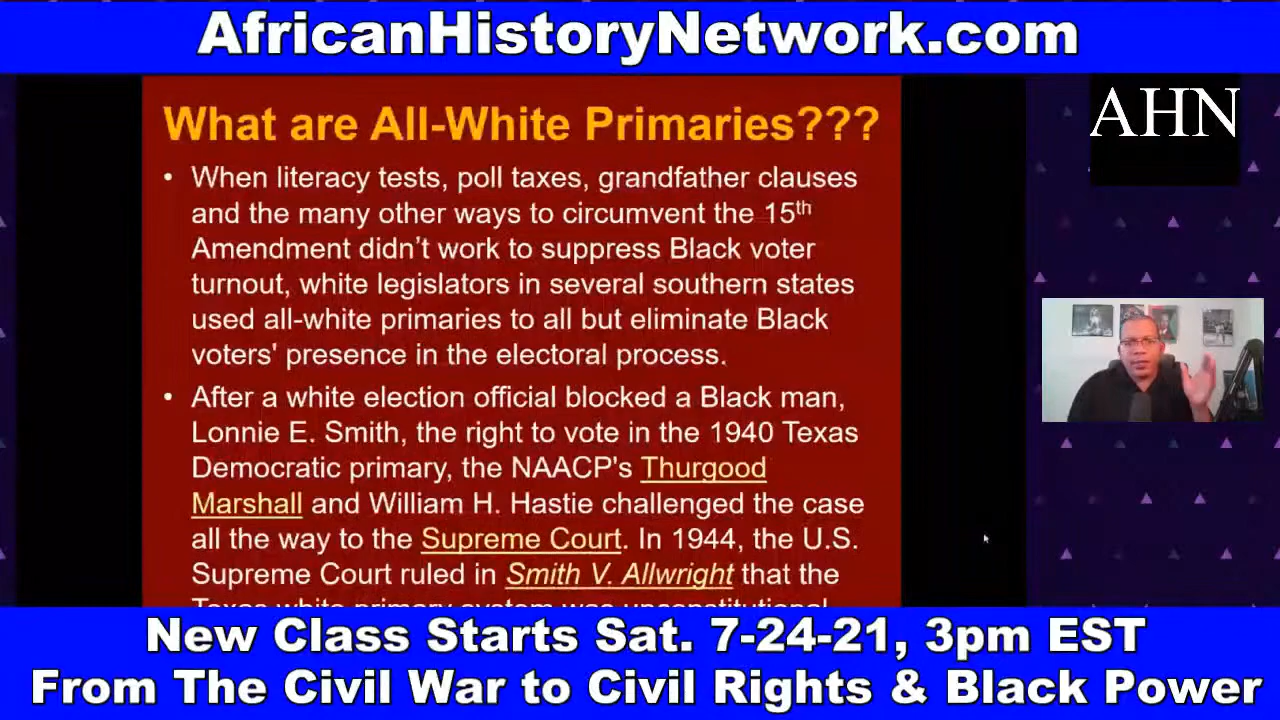 AfricanHistoryNetwork.com
AHN
What are All-White Primaries???
• When literacy tests, poll taxes, grandfather clauses
and the many other ways to circumvent the 15th
Amendment didn't work to suppress Black voter
turnout, white legislators in several southern states
used all-white primaries to all but eliminate Black
voters' presence in the electoral process.
• After a white election official blocked a Black man,
Lonnie E. Smith, the right to vote in the 1940 Texas
Democratic primary, the NAACP's Thurgood
Marshall and William H. Hastie challenged the case
all the way to the Supreme Court. In 1944, the U.S.
Supreme Court ruled in Smith V. Allwright that the
Texas white primary system was unconstitutional
New Class Starts Sat. 7-24-21, 3pm EST
From The Civil War to Civil Rights & Black Power